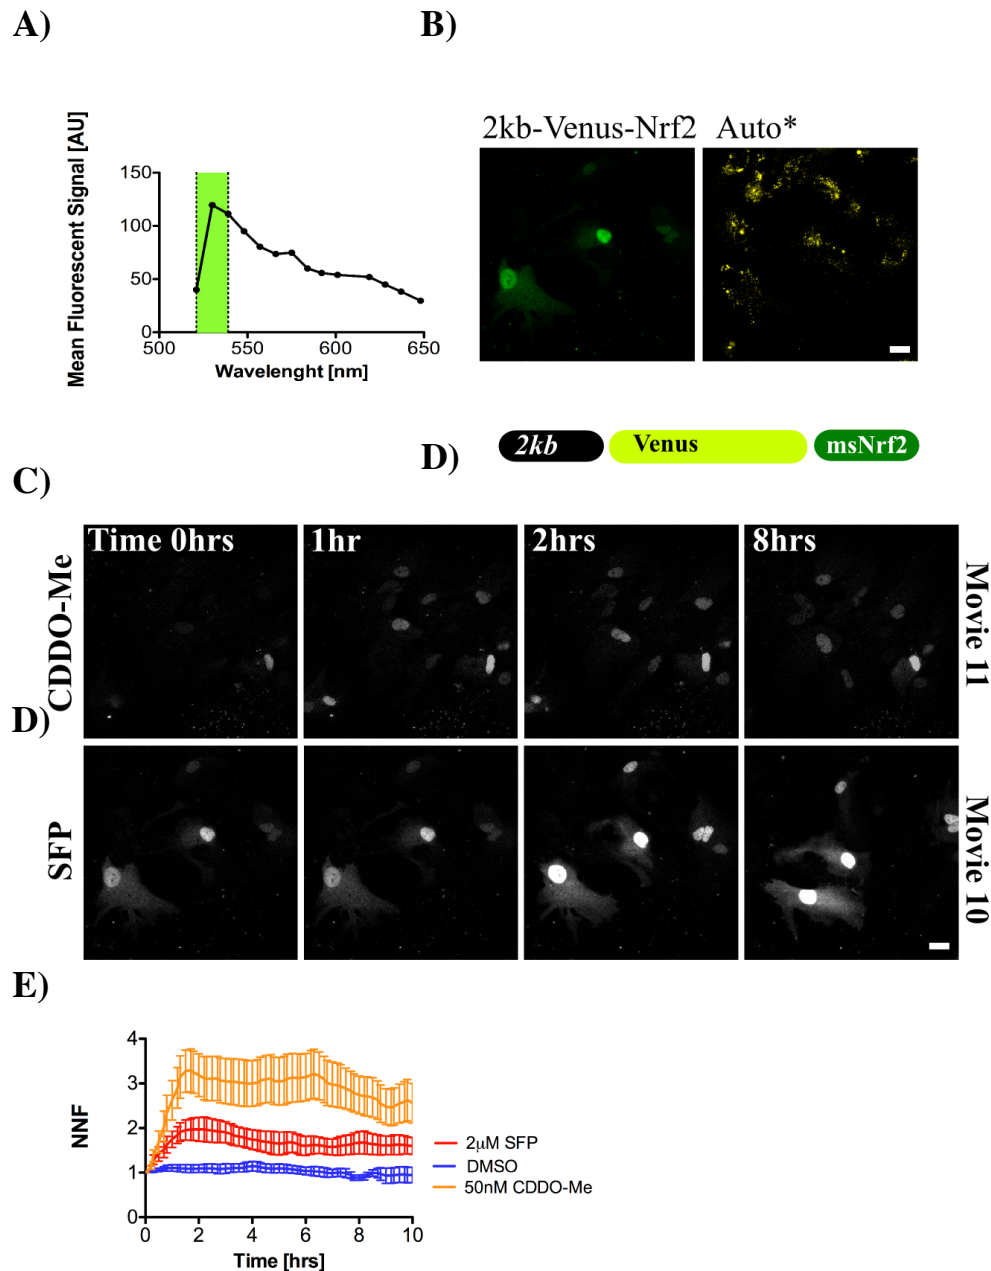 A)
B)
Mean Fluorescent Signal [AU]
150
100
50
0
500
550
600
650
Wavelenght [nm]
2kb-Venus-Nrf2
Auto*
D)
2kb
Venus
msNrf2
C)
CDDO-Me
Time 0hrs
1hr
2hrs
8hrs
Movie 11
D)
SFP
Movie 10
E)
NNF
4
3
2
1
0
0
2
4
6
8
10
Time [hrs]
2µM SFP
DMSO
50nM CDDO-Me